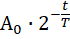 A₀ · 2^(-t/T)